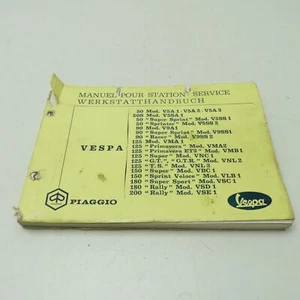 MANUEL POUR STATION SERVICE
WERKSTATTHANDBUCH
VESPA
50 Mod. V5A 1 - V5A 2 - V5A 3
50S Mod. V5SA 1
50 "Super Sprint" Mod. V5SS 1
50 "Sprinter" Mod. V5SS 2
90 Mod. V9A1
90 "Super Sprint" Mod. V9SS1
90 "Racer" Mod. V9SS 2
125 Mod. VMA 1
125 "Primavera" Mod. VMA2
125 "Primavera ET3" Mod. VMB1
125 "Super" Mod. VNC 1
125 "G.T.", "G.T.R." Mod. VNL 2
125 "T.S." Mod. VNL 3
150 "Super" Mod. VBC 1
150 "Sprint Veloce" Mod. VLB 1
150 "Super Sport" Mod. VSC 1
180 "Rally" Mod. VSD 1
200 "Rally" Mod. VSE 1
PIAGGIO
Vespa